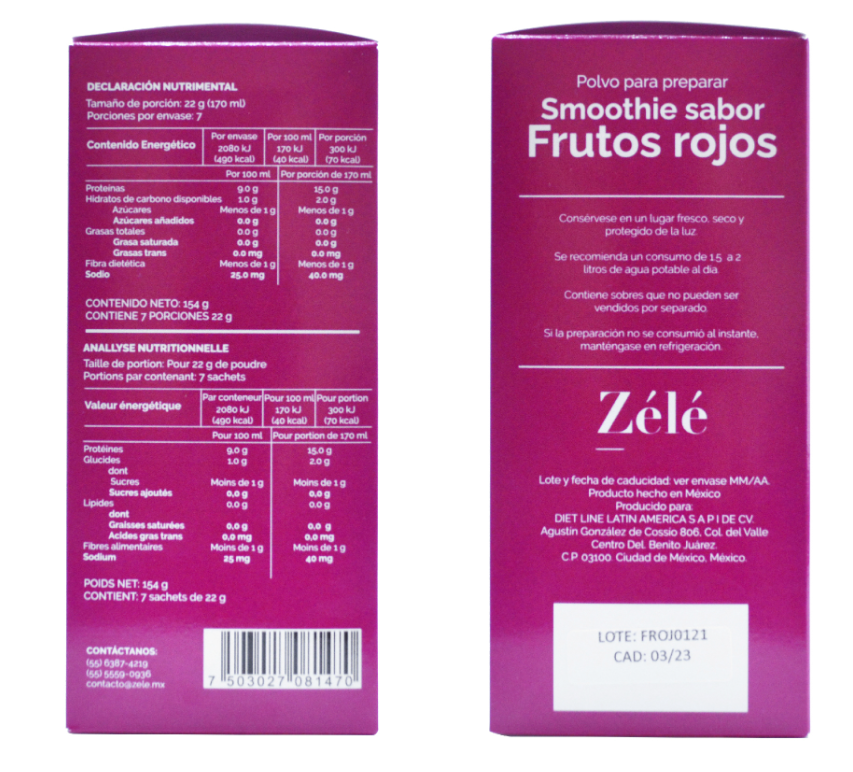 DECLARACIÓN NUTRIMENTAL
Tamaño de porción: 22 g (170 ml)
Porciones por envase: 7
Contenido Energético
Por envase Por 100 ml Por porción
2080 kJ 170 kJ 300 kJ
(490 kcal) (40 kcal) (70 kcal)
Por 100 ml Por porción de 170 ml
Proteínas 9.0 g 15.0 g
Hidratos de carbono disponibles 1.0 g 2.0 g
Azúcares Menos de 1 g Menos de 1 g
Azúcares añadidos 0.0 g 0.0 g
Grasas totales 0.0 g 0.0 g
Grasa saturada 0.0 g 0.0 g
Grasas trans 0.0 mg 0.0 mg
Fibra dietética Menos de 1 g Menos de 1 g
Sodio 25.0 mg 40.0 mg
CONTENIDO NETO: 154 g
CONTIENE 7 PORCIONES 22 g
ANALLYSE NUTRITIONNELLE
Taille de portion: Pour 22 g de poudre
Portions par contenant: 7 sachets
Valeur énergétique
Par conteneur Pour 100 ml Pour portion
2080 kJ 170 kJ 300 kJ
(490 kcal) (40 kcal) (70 kcal)
Pour 100 ml Pour portion de 170 ml
Protéines 9.0 g 15.0 g
Glucides 1.0 g 2.0 g
dont
Sucres Moins de 1 g Moins de 1 g
Sucres ajoutés 0,0 g 0,0 g
Lipides 0.0 g 0.0 g
dont
Graisses saturées 0,0 g 0,0 g
Acides gras trans 0,0 mg 0,0 mg
Fibres alimentaires Moins de 1 g Moins de 1 g
Sodium 25 mg 40 mg
POIDS NET: 154 g
CONTIENT: 7 sachets de 22 g
CONTÁCTANOS:
(55) 6387-4219
(55) 5559-0936
contacto@zele.mx
7 503027 081470
Polvo para preparar
Smoothie sabor
Frutos rojos
Consérvese en un lugar fresco, seco y
protegido de la luz.
Se recomienda un consumo de 1.5 a 2
litros de agua potable al día.
Contiene sobres que no pueden ser
vendidos por separado.
Si la preparación no se consumió al instante,
manténgase en refrigeración.
Zélé
Lote y fecha de caducidad: ver envase MM/AA.
Producto hecho en México
Producido para:
DIET LINE LATIN AMERICA S A P I DE CV.
Agustín González de Cossío 806, Col. del Valle
Centro Del. Benito Juárez.
C.P. 03100. Ciudad de México, México.
LOTE: FROJ0121
CAD: 03/23